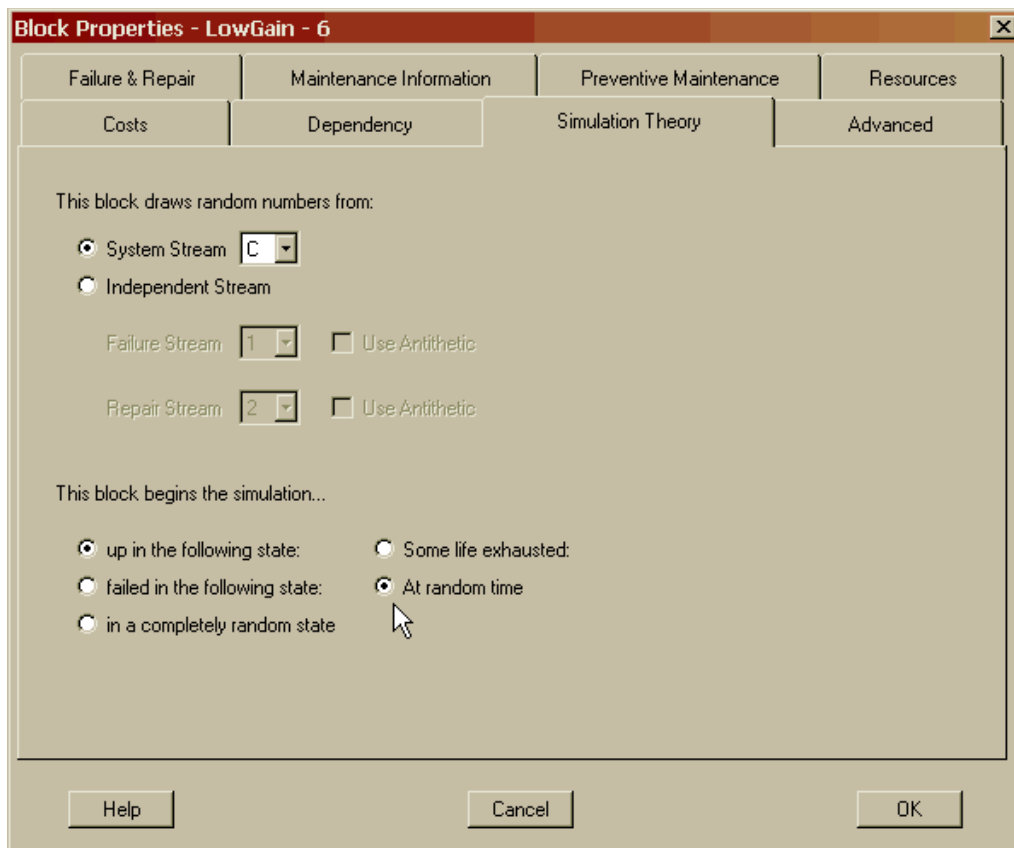 Block Properties - LowGain - 6
Failure & Repair Maintenance Information Preventive Maintenance Resources
Costs Dependency Simulation Theory Advanced
This block draws random numbers from:
System Stream C
Independent Stream
Failure Stream 1 Use Antithetic
Repair Stream 2 Use Antithetic
This block begins the simulation...
up in the following state: Some life exhausted:
failed in the following state: At random time
in a completely random state
Help Cancel OK